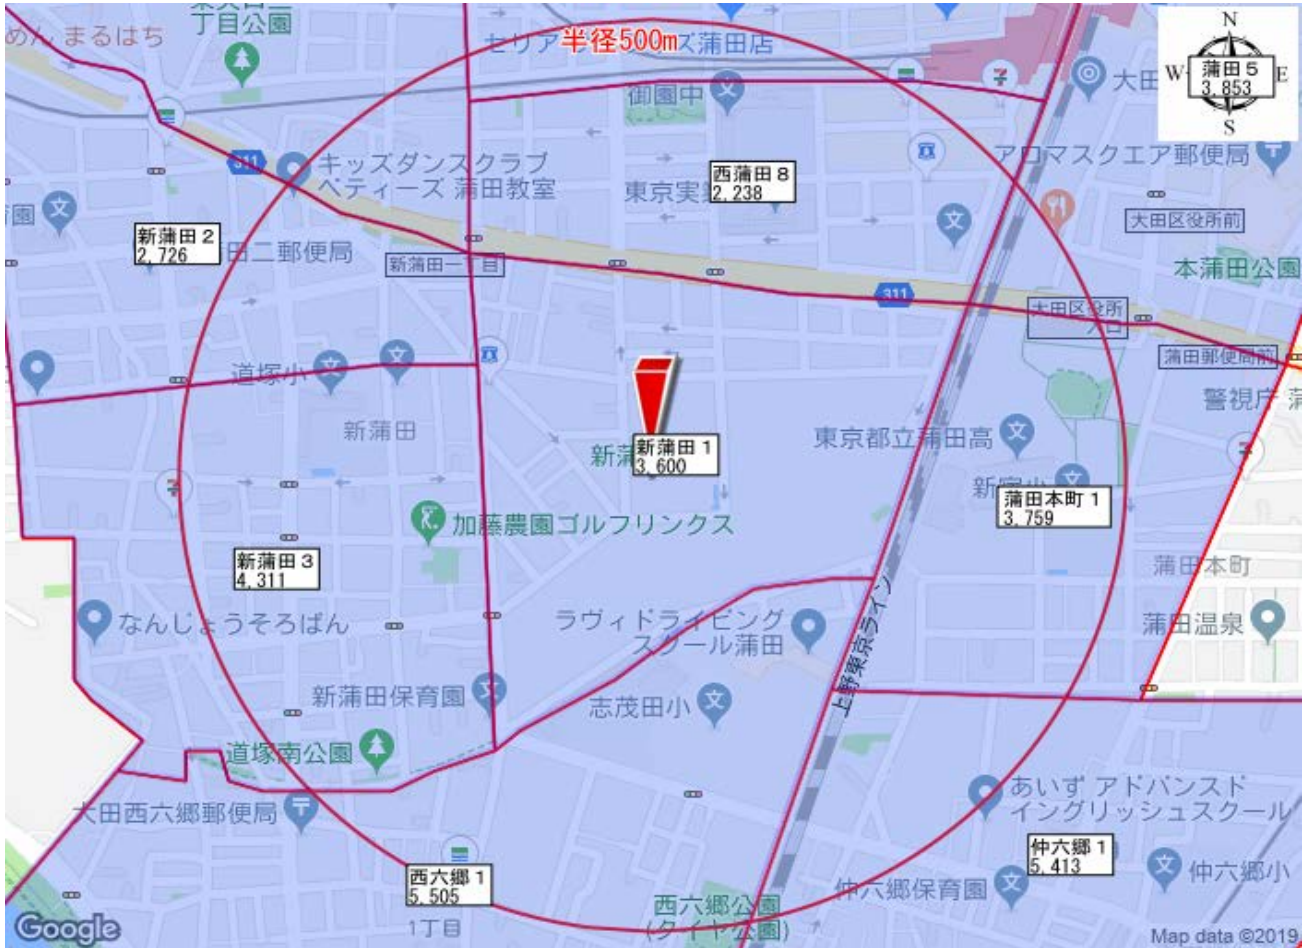 丁目公園
めん まるはち
半径500m
ズ蒲田店
N
W
E
S
蒲田5
3,853
御園中
311
キッズダンスクラブ
ペティーズ 蒲田教室
西蒲田8
2,238
アロマスクエア郵便局
大田区役所前
新蒲田2
2,726
田二郵便局
新蒲田一丁目
本蒲田公園
311
大田区役所
入口
蒲田郵便局前
道塚小
警視庁
新蒲田
新蒲田1
3,600
東京都立蒲田高
蒲田本町1
3,759
加藤農園ゴルフリンクス
新蒲田3
4,311
蒲田本町
なんじょうそろばん
ラヴィドライビング
スクール蒲田
蒲田温泉
上野東京ライン
新蒲田保育園
志茂田小
道塚南公園
大田西六郷郵便局
あいず アドバンスド
イングリッシュスクール
西六郷1
5,505
仲六郷1
5,413
仲六郷小
仲六郷保育園
西六郷公園
(タイヤ公園)
1丁目
Google
Map data ©2019